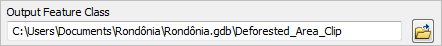 Output Feature Class
C:\Users\Documents\Rondônia\Rondônia.gdb\Deforested_Area_Clip